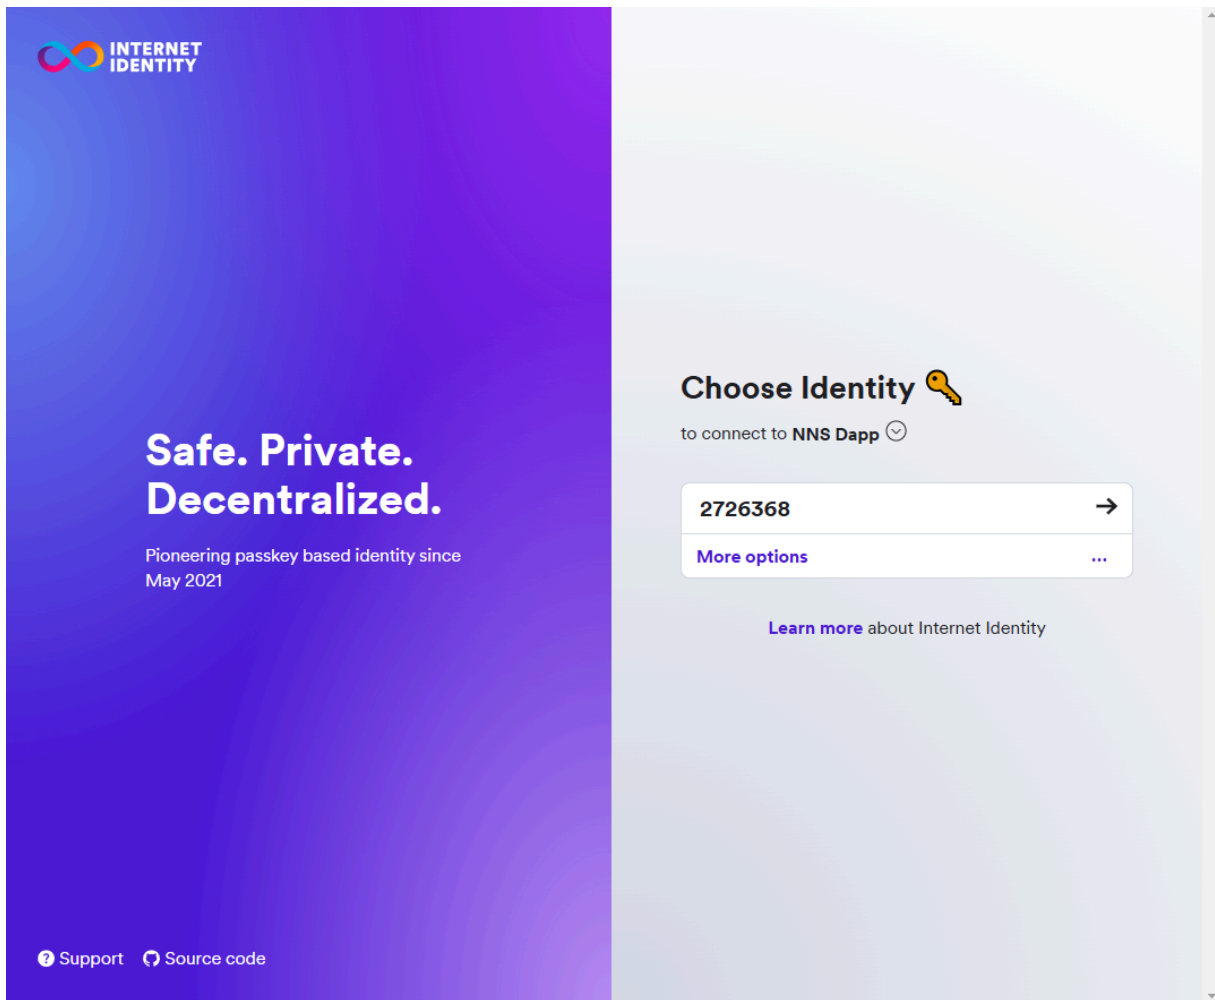 INTERNET
IDENTITY
Safe. Private.
Decentralized.
Pioneering passkey based identity since
May 2021
Support Source code
Choose Identity
to connect to NNS Dapp
2726368
More options ...
Learn more about Internet Identity